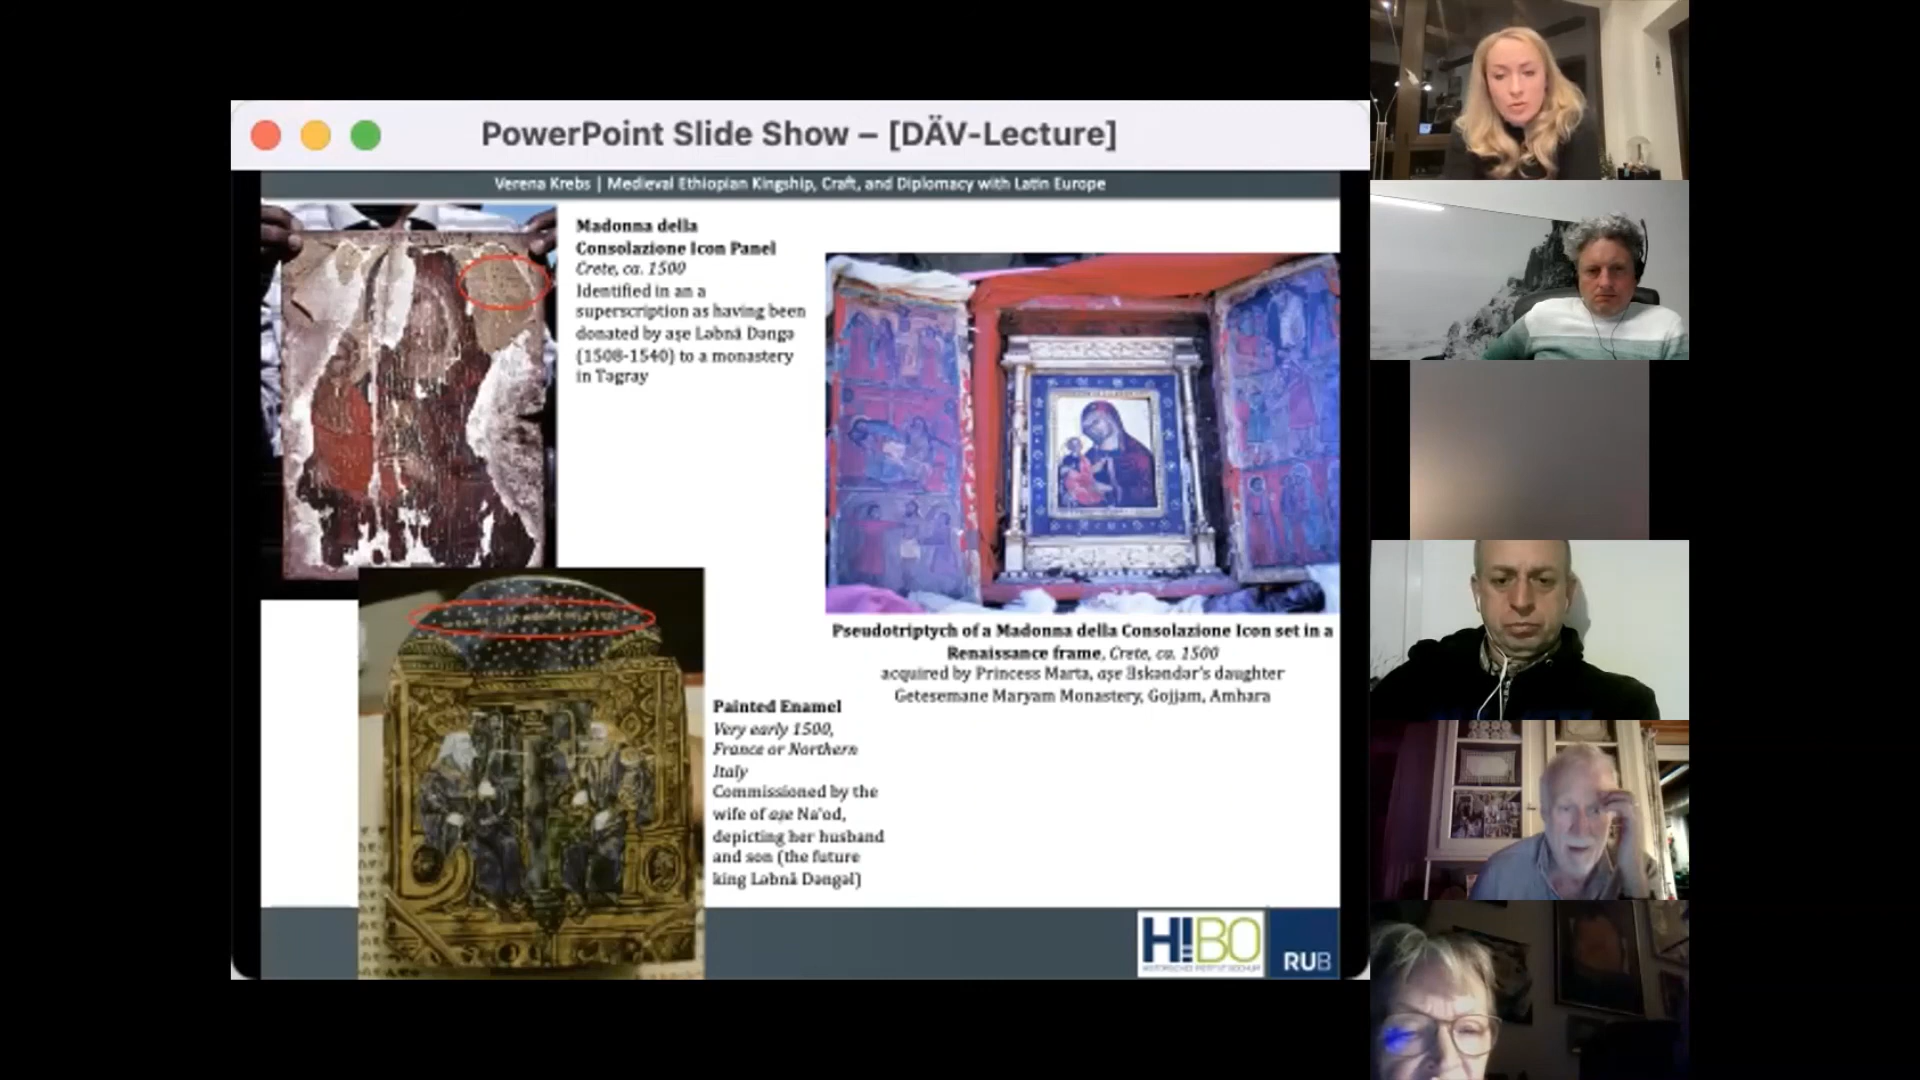 PowerPoint Slide Show – [DÄV-Lecture]
Verena Krebs | Medieval Ethiopian Kingship, Craft, and Diplomacy with Latin Europe
Madonna della
Consolazione Icon Panel
Crete, ca. 1500
Identified in an a
superscription as having been
donated by aṣe Ləbnä Dəngə
(1508-1540) to a monastery
in Təgray
Pseudotriptych of a Madonna della Consolazione Icon set in a
Renaissance frame, Crete, ca. 1500
acquired by Princess Marta, aṣe Ǝskəndər's daughter
Getesemane Maryam Monastery, Gojjam, Amhara
Painted Enamel
Very early 1500,
France or Northern
Italy
Commissioned by the
wife of aṣe Na'od,
depicting her husband
and son (the future
king Ləbnä Dəngəl)
HIBO
RUB